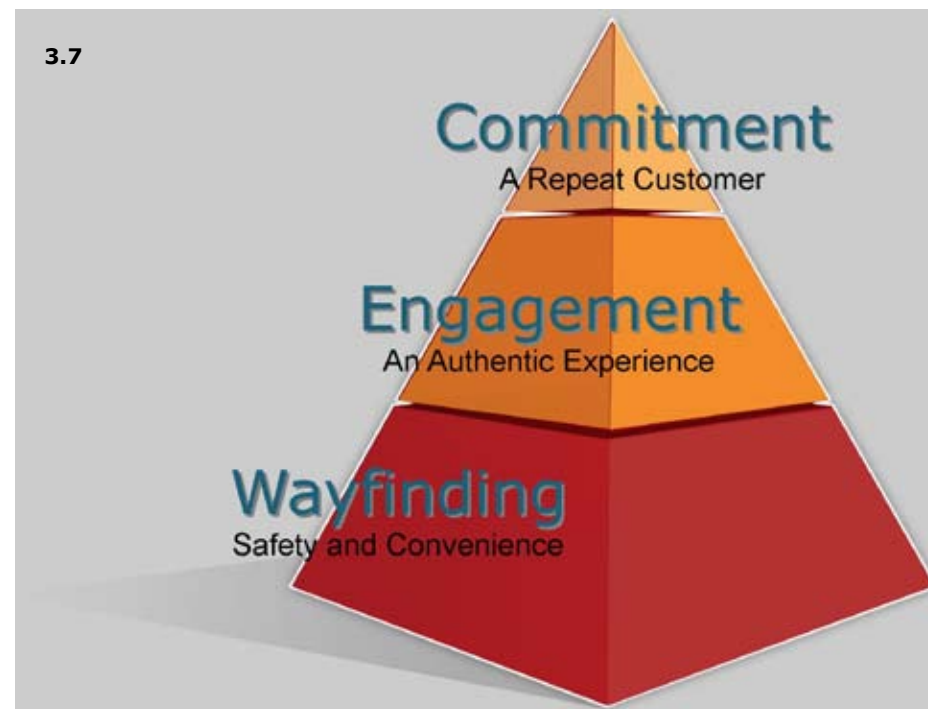 3.7
Commitment
A Repeat Customer
Engagement
An Authentic Experience
Wayfinding
Safety and Convenience